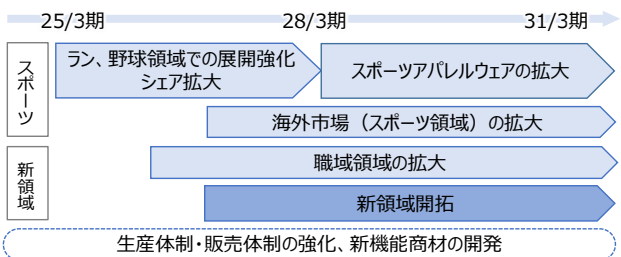 25/3期 28/3期 31/3期
スポーツ
ラン、野球領域での展開強化
シェア拡大
スポーツアパレルウェアの拡大
海外市場（スポーツ領域）の拡大
新領域
職域領域の拡大
新領域開拓
生産体制・販売体制の強化、新機能商材の開発